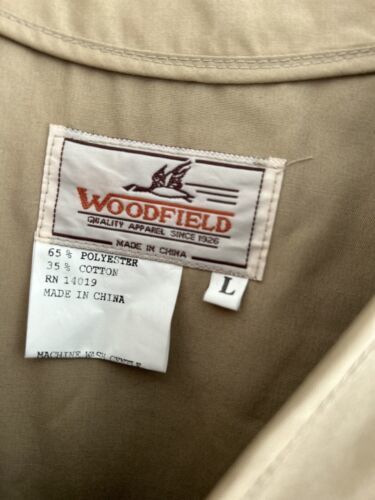 WOODFIELD
QUALITY APPAREL SINCE 1926
MADE IN CHINA
65% POLYESTER
35% COTTON
RN 14019
MADE IN CHINA
L
MACHINE WASH GENTLE